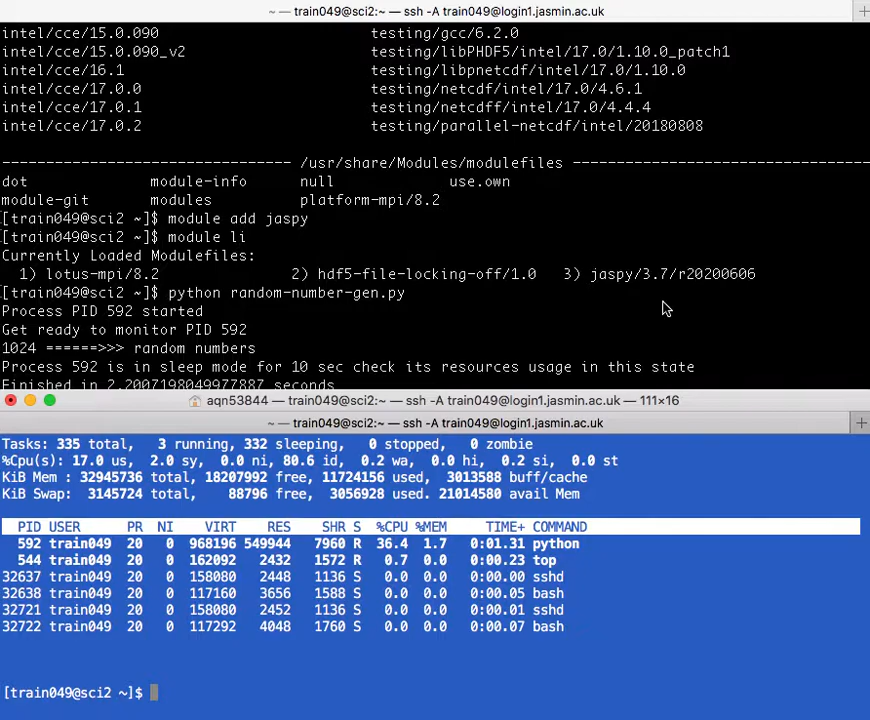 ~ — train049@sci2:~ — ssh -A train049@login1.jasmin.ac.uk
intel/cce/15.0.090 testing/gcc/6.2.0
intel/cce/15.0.090_v2 testing/libPHDF5/intel/17.0/1.10.0_patch1
intel/cce/16.1 testing/libpnetcdf/intel/17.0/1.10.0
intel/cce/17.0.0 testing/netcdf/intel/17.0/4.6.1
intel/cce/17.0.1 testing/netcdff/intel/17.0/4.4.4
intel/cce/17.0.2 testing/parallel-netcdf/intel/20180808
--------------------------------- /usr/share/Modules/modulefiles ----------------------------------
dot module-info null use.own
module-git modules platform-mpi/8.2
[train049@sci2 ~]$ module add jaspy
[train049@sci2 ~]$ module li
Currently Loaded Modulefiles:
1) lotus-mpi/8.2 2) hdf5-file-locking-off/1.0 3) jaspy/3.7/r20200606
[train049@sci2 ~]$ python random-number-gen.py
Process PID 592 started
Get ready to monitor PID 592
1024 ======>>> random numbers
Process 592 is in sleep mode for 10 sec check its resources usage in this state
Finished in 2.2007198049977887 seconds
aqn53844 — train049@sci2:~ — ssh -A train049@login1.jasmin.ac.uk — 111×16
~ — train049@sci2:~ — ssh -A train049@login1.jasmin.ac.uk
Tasks: 335 total, 3 running, 332 sleeping, 0 stopped, 0 zombie
%Cpu(s): 17.0 us, 2.0 sy, 0.0 ni, 80.6 id, 0.2 wa, 0.0 hi, 0.2 si, 0.0 st
KiB Mem : 32945736 total, 18207992 free, 11724156 used, 3013588 buff/cache
KiB Swap: 3145724 total, 88796 free, 3056928 used. 21014580 avail Mem
PID USER PR NI VIRT RES SHR S %CPU %MEM TIME+ COMMAND
592 train049 20 0 968196 549944 7960 R 36.4 1.7 0:01.31 python
544 train049 20 0 162092 2432 1572 R 0.7 0.0 0:00.23 top
32637 train049 20 0 158080 2448 1136 S 0.0 0.0 0:00.00 sshd
32638 train049 20 0 117160 3656 1588 S 0.0 0.0 0:00.05 bash
32721 train049 20 0 158080 2452 1136 S 0.0 0.0 0:00.01 sshd
32722 train049 20 0 117292 4048 1760 S 0.0 0.0 0:00.07 bash
[train049@sci2 ~]$